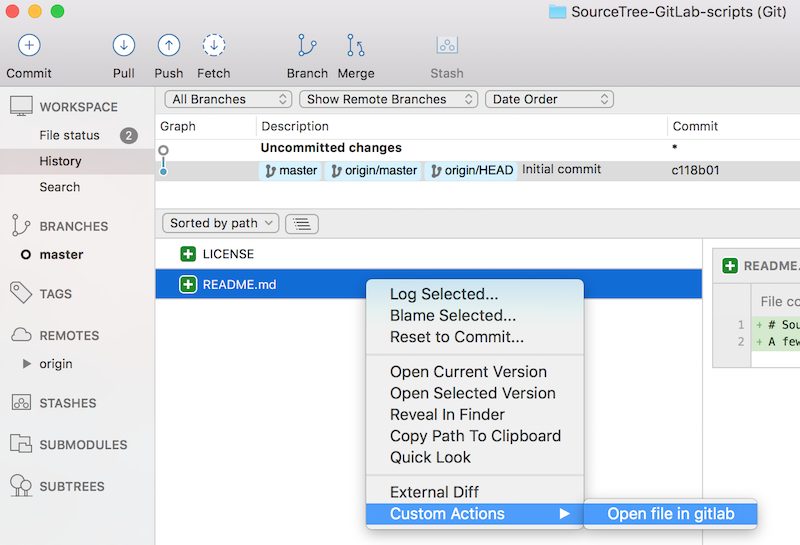 SourceTree-GitLab-scripts (Git)
Commit Pull Push Fetch Branch Merge Stash
WORKSPACE
File status 2
History
Search
BRANCHES
master
TAGS
REMOTES
origin
STASHES
SUBMODULES
SUBTREES
All Branches Show Remote Branches Date Order
Graph Description Commit
Uncommitted changes *
master origin/master origin/HEAD Initial commit c118b01
Sorted by path
LICENSE
README.md
Log Selected...
Blame Selected...
Reset to Commit...
Open Current Version
Open Selected Version
Reveal In Finder
Copy Path To Clipboard
Quick Look
External Diff
Custom Actions
Open file in gitlab
README.
File co
1 + # Sou
2 + A few